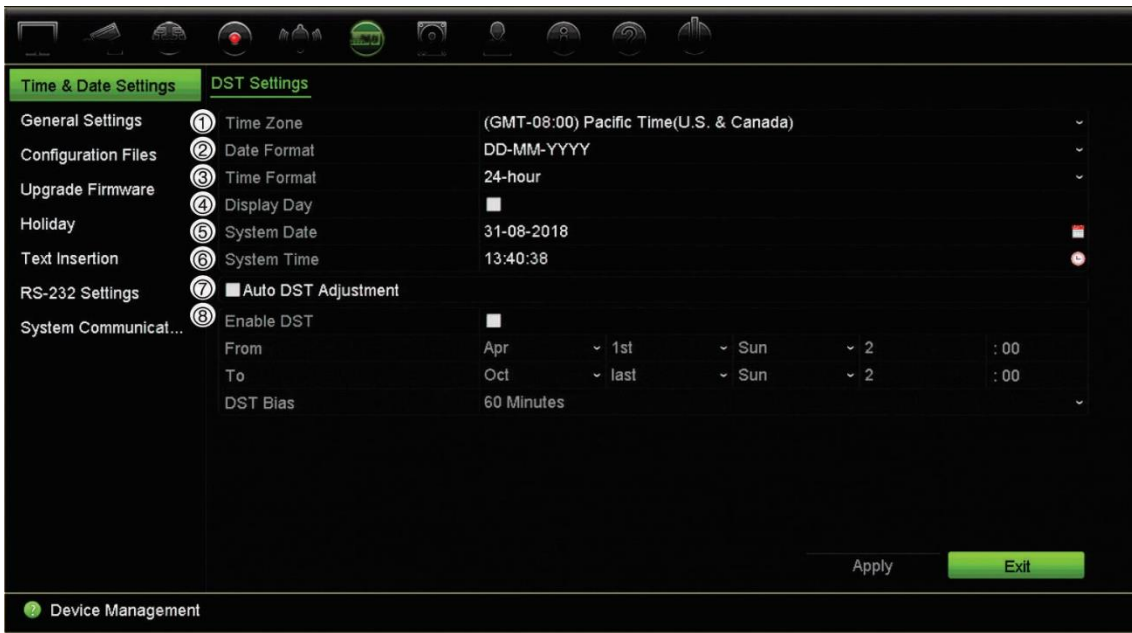 Time & Date Settings
DST Settings
General Settings
Configuration Files
Upgrade Firmware
Holiday
Text Insertion
RS-232 Settings
System Communicat...
① Time Zone (GMT-08:00) Pacific Time(U.S. & Canada)
② Date Format DD-MM-YYYY
③ Time Format 24-hour
④ Display Day
⑤ System Date 31-08-2018
⑥ System Time 13:40:38
⑦ Auto DST Adjustment
⑧ Enable DST
From Apr 1st Sun 2 : 00
To Oct last Sun 2 : 00
DST Bias 60 Minutes
Apply Exit
? Device Management